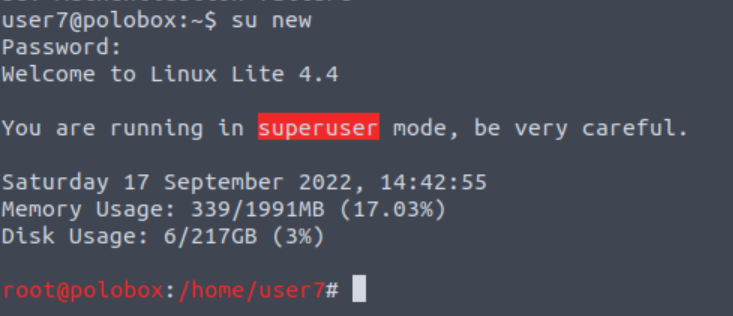 user7@polobox:~$ su new
Password:
Welcome to Linux Lite 4.4
You are running in superuser mode, be very careful.
Saturday 17 September 2022, 14:42:55
Memory Usage: 339/1991MB (17.03%)
Disk Usage: 6/217GB (3%)
root@polobox:/home/user7#